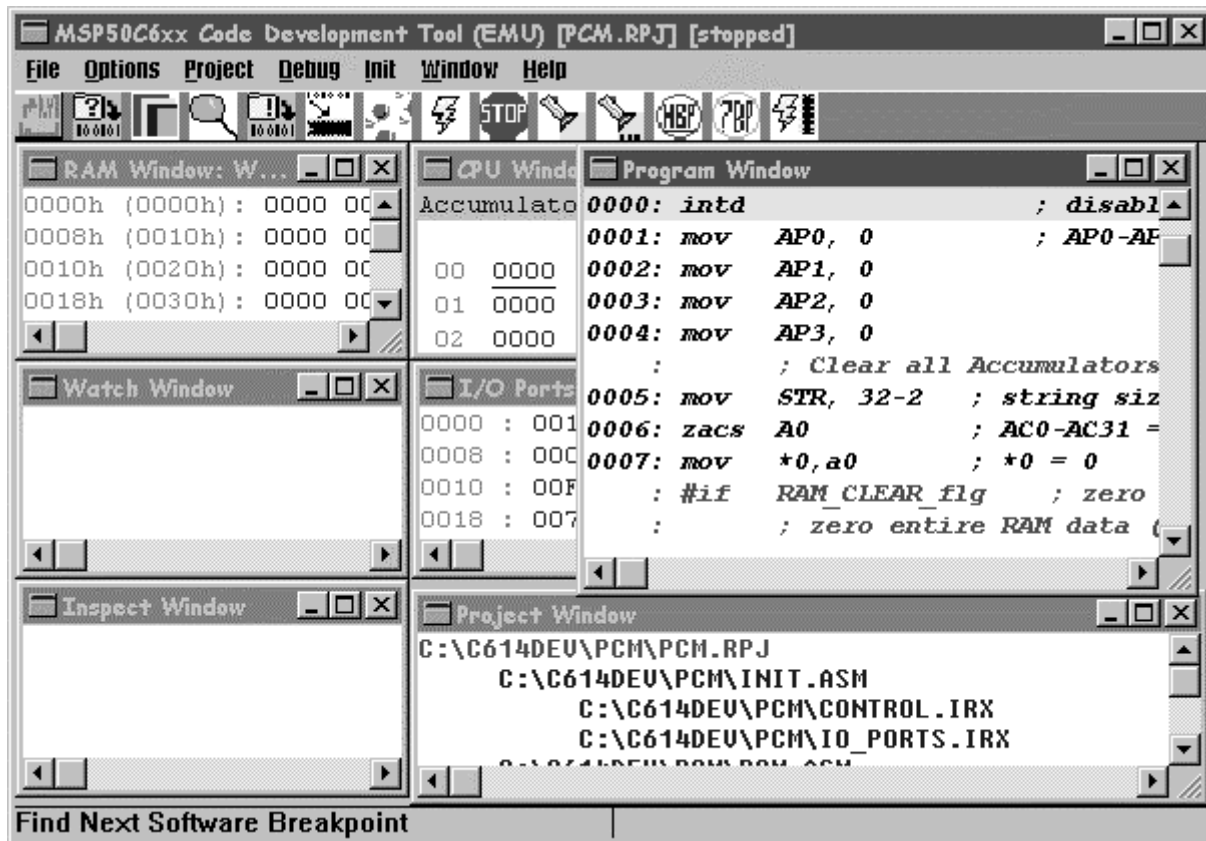 MSP50C6xx Code Development Tool (EMU) [PCM.RPJ] [stopped]
File Options Project Debug Init Window Help
STOP
MSP
RAM Window: W...
0000h (0000h): 0000 00
0008h (0010h): 0000 00
0010h (0020h): 0000 00
0018h (0030h): 0000 00
CPU Windo
Accumulato
00 0000
01 0000
02 0000
Program Window
0000: intd ; disabl
0001: mov AP0, 0 ; AP0-AP
0002: mov AP1, 0
0003: mov AP2, 0
0004: mov AP3, 0
: ; Clear all Accumulators
0005: mov STR, 32-2 ; string siz
0006: zacs A0 ; AC0-AC31 =
0007: mov *0,a0 ; *0 = 0
: #if RAM_CLEAR_flg ; zero
: ; zero entire RAM data (
Watch Window
I/O Ports
0000 : 001
0008 : 000
0010 : 00F
0018 : 007
Inspect Window
Project Window
C:\C614DEV\PCM\PCM.RPJ
C:\C614DEV\PCM\INIT.ASM
C:\C614DEV\PCM\CONTROL.IRX
C:\C614DEV\PCM\IO_PORTS.IRX
Find Next Software Breakpoint